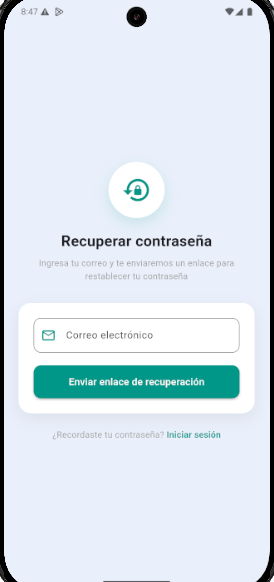 8:47
Recuperar contraseña
Ingresa tu correo y te enviaremos un enlace para
restablecer tu contraseña
Correo electrónico
Enviar enlace de recuperación
¿Recordaste tu contraseña? Iniciar sesión